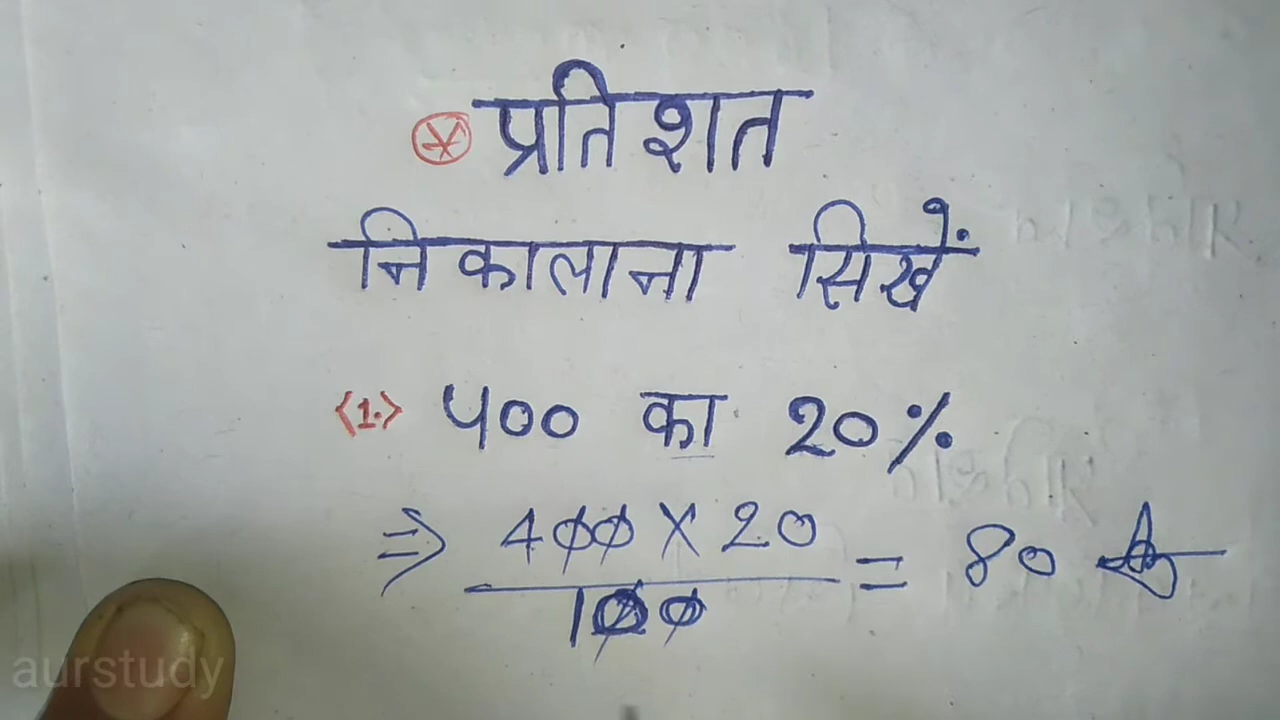 प्रतिशत
निकालाना सिखें
<1.> 400 का 20%
⇒ 400 X 20 / 100 = 80
aurstudy